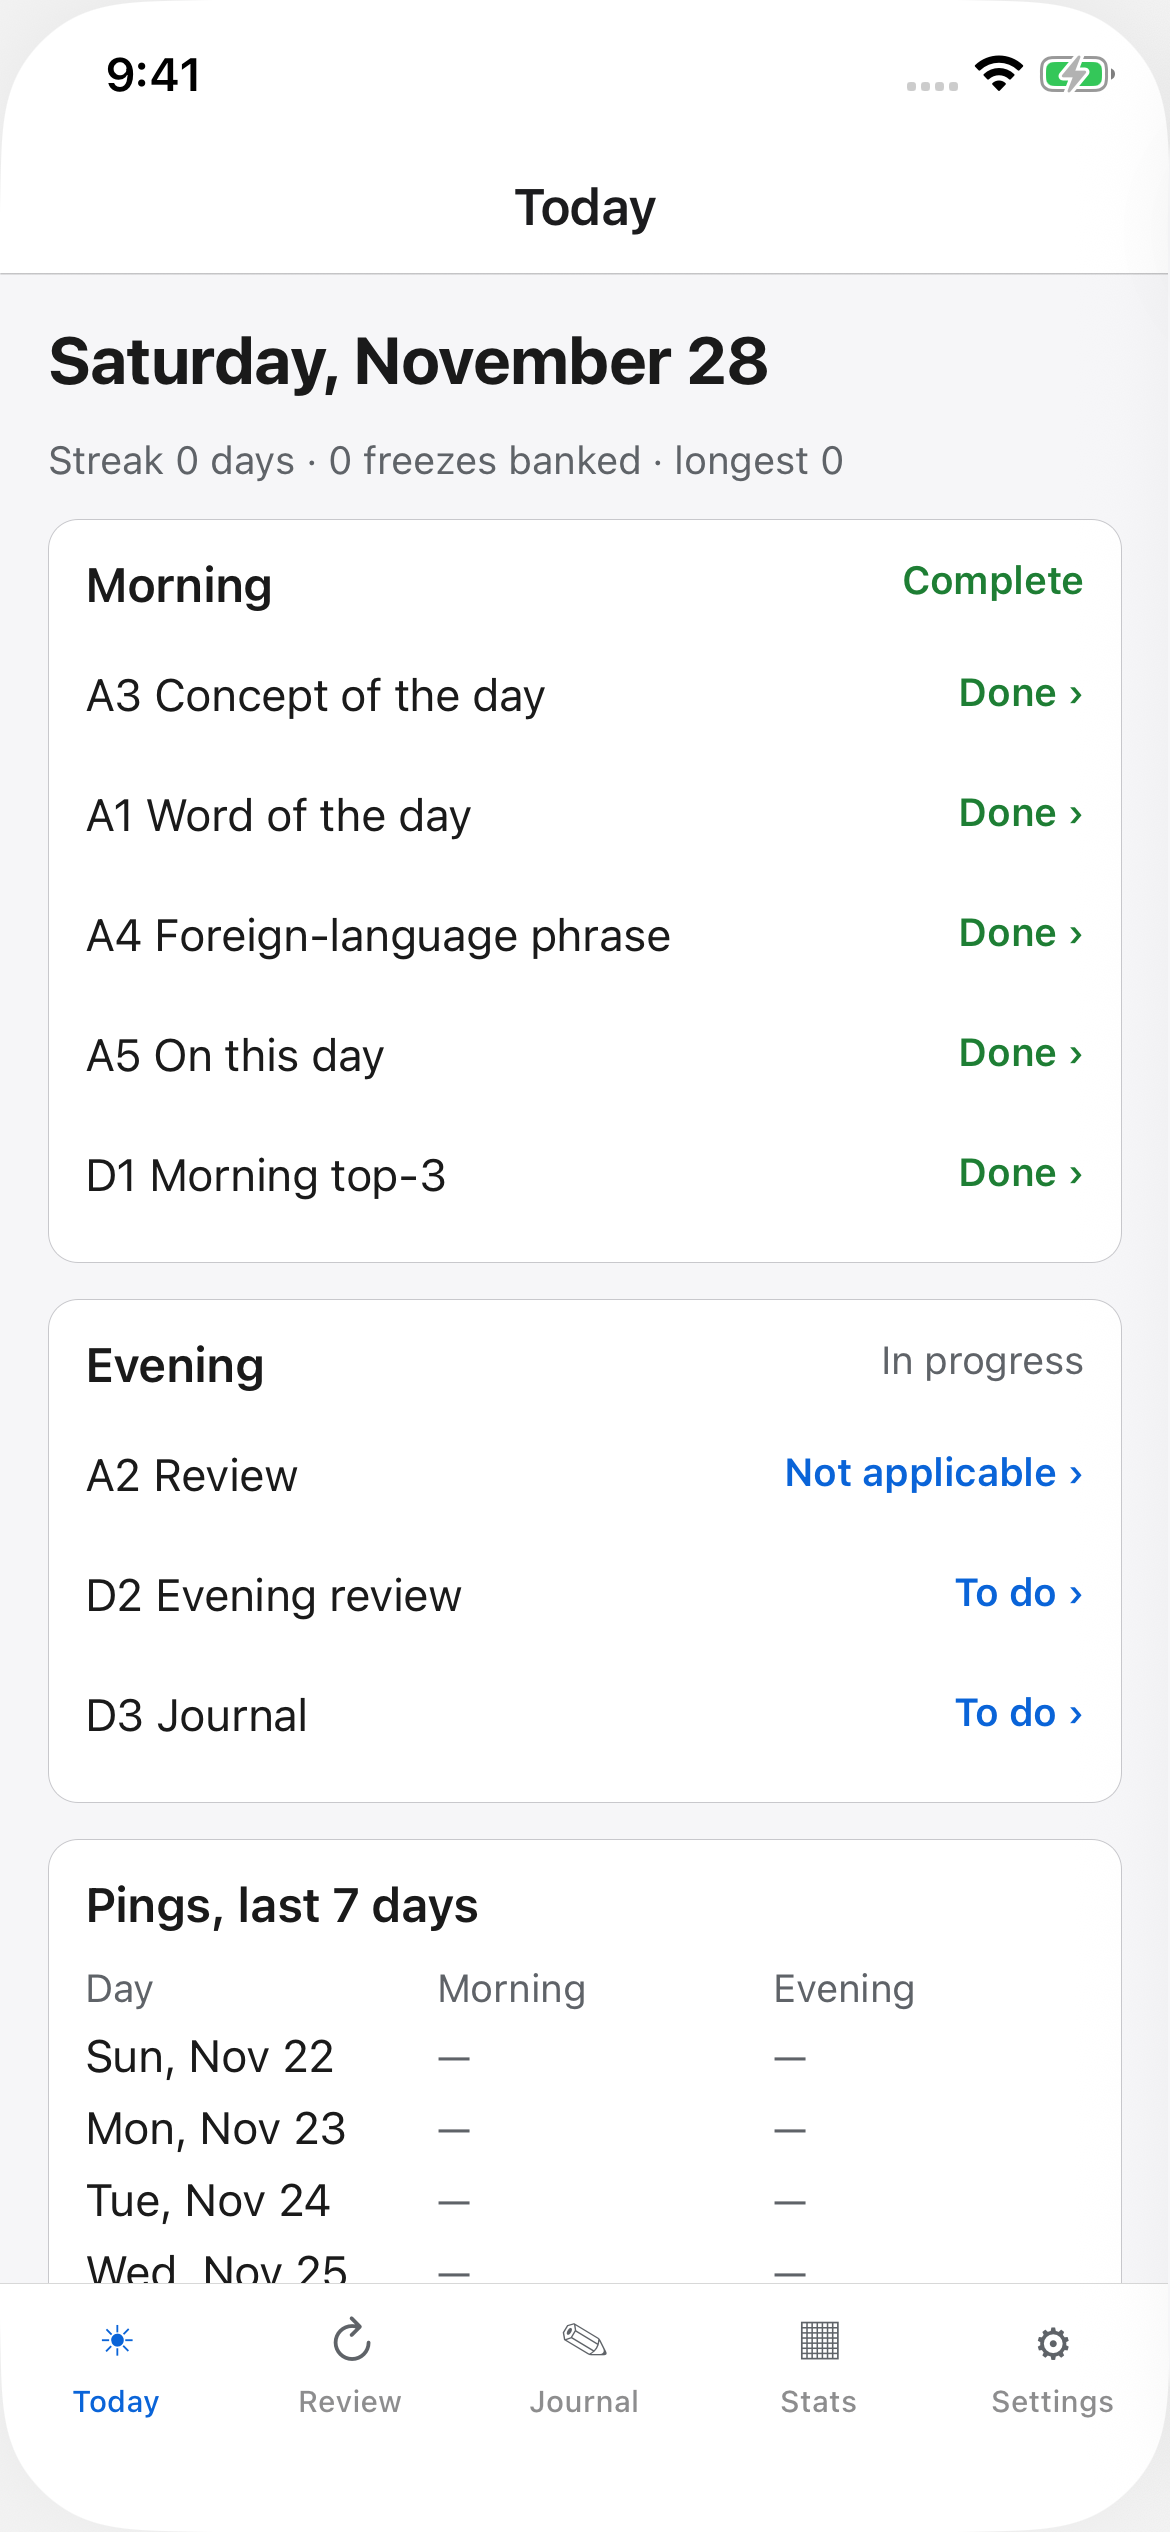 9:41
Today
Saturday, November 28
Streak 0 days · 0 freezes banked · longest 0
Morning Complete
A3 Concept of the day Done ›
A1 Word of the day Done ›
A4 Foreign-language phrase Done ›
A5 On this day Done ›
D1 Morning top-3 Done ›
Evening In progress
A2 Review Not applicable ›
D2 Evening review To do ›
D3 Journal To do ›
Pings, last 7 days
Day Morning Evening
Sun, Nov 22 — —
Mon, Nov 23 — —
Tue, Nov 24 — —
Wed, Nov 25 — —
Today Review Journal Stats Settings